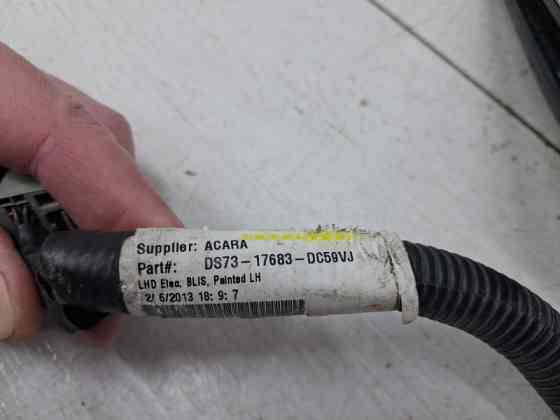 Supplier: ACARA
Part#: DS73-17683-DC59VJ
LHD Elec, BLIS, Painted LH
2/ 6/2013 18: 9: 7